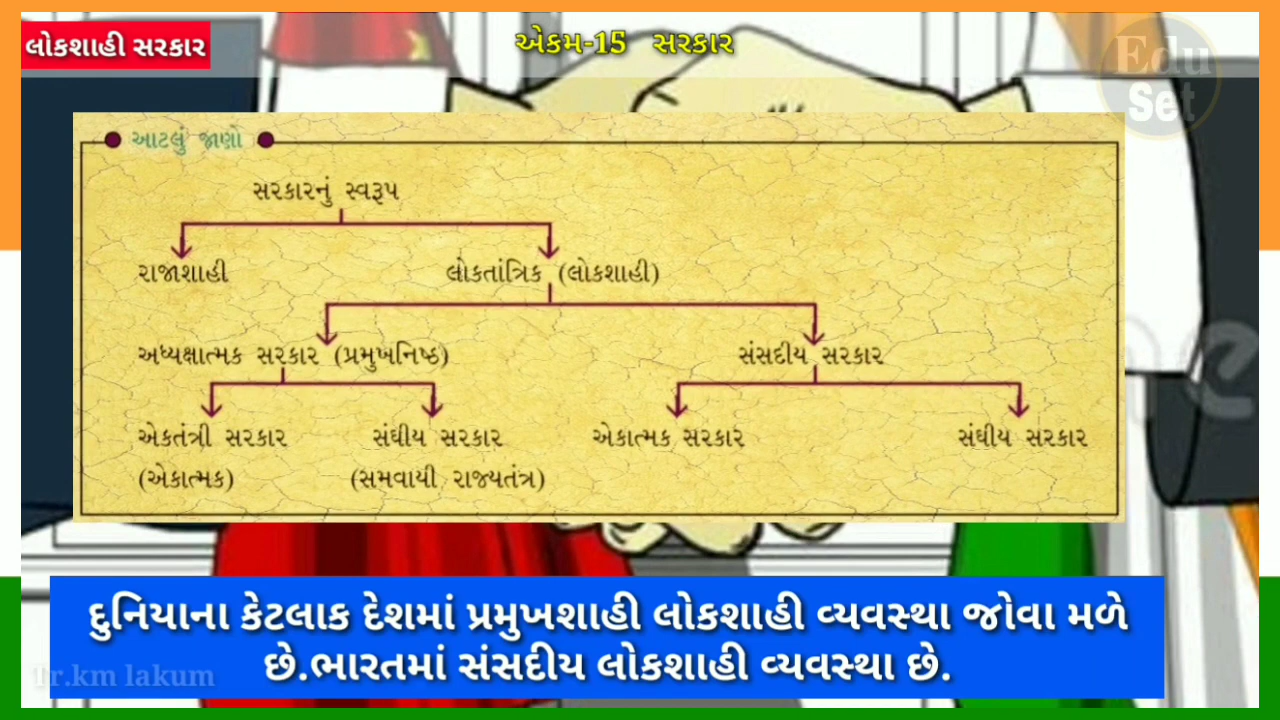 લોકશાહી સરકાર
એકમ-15 સરકાર
Edu
Set
આટલું જાણો
સરકારનું સ્વરૂપ
રાજાશાહી લોકતાંત્રિક (લોકશાહી)
અધ્યક્ષાત્મક સરકાર (પ્રમુખનિષ્ઠ) સંસદીય સરકાર
એકતંત્રી સરકાર સંઘીય સરકાર એકાત્મક સરકાર સંઘીય સરકાર
(એકાત્મક) (સમવાયી રાજ્યતંત્ર)
દુનિયાના કેટલાક દેશમાં પ્રમુખશાહી લોકશાહી વ્યવસ્થા જોવા મળે
છે.ભારતમાં સંસદીય લોકશાહી વ્યવસ્થા છે.
Tr.km lakum